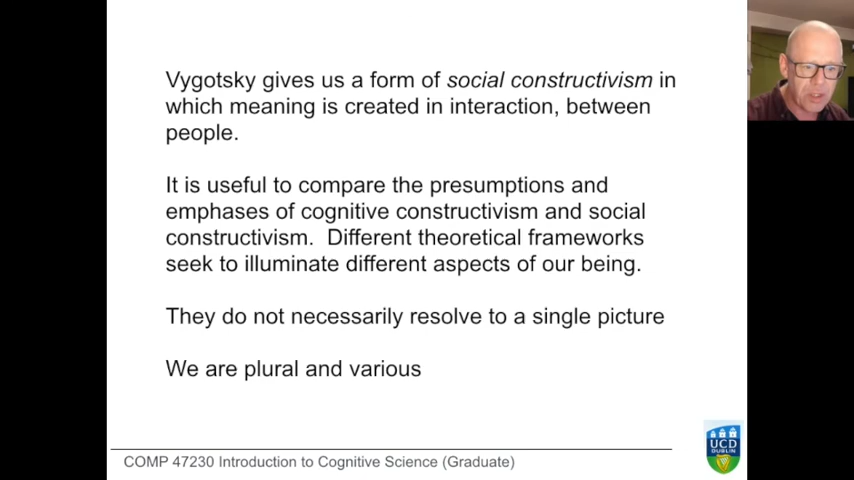 Vygotsky gives us a form of social constructivism in
which meaning is created in interaction, between
people.
It is useful to compare the presumptions and
emphases of cognitive constructivism and social
constructivism.  Different theoretical frameworks
seek to illuminate different aspects of our being.
They do not necessarily resolve to a single picture
We are plural and various
COMP 47230 Introduction to Cognitive Science (Graduate)
UCD
DUBLIN